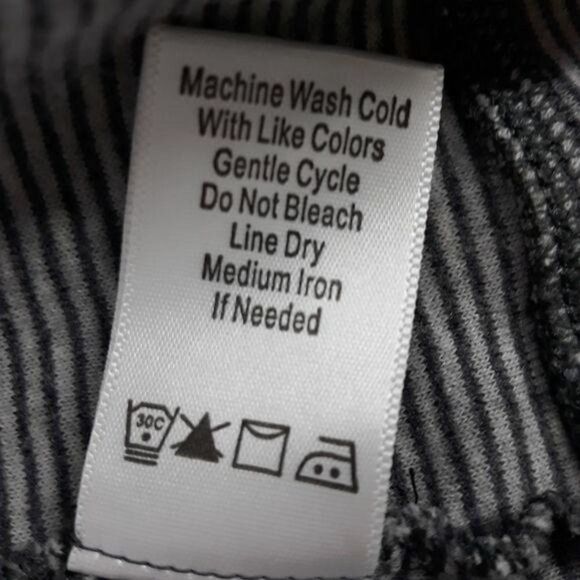 Machine Wash Cold
With Like Colors
Gentle Cycle
Do Not Bleach
Line Dry
Medium Iron
If Needed
30C